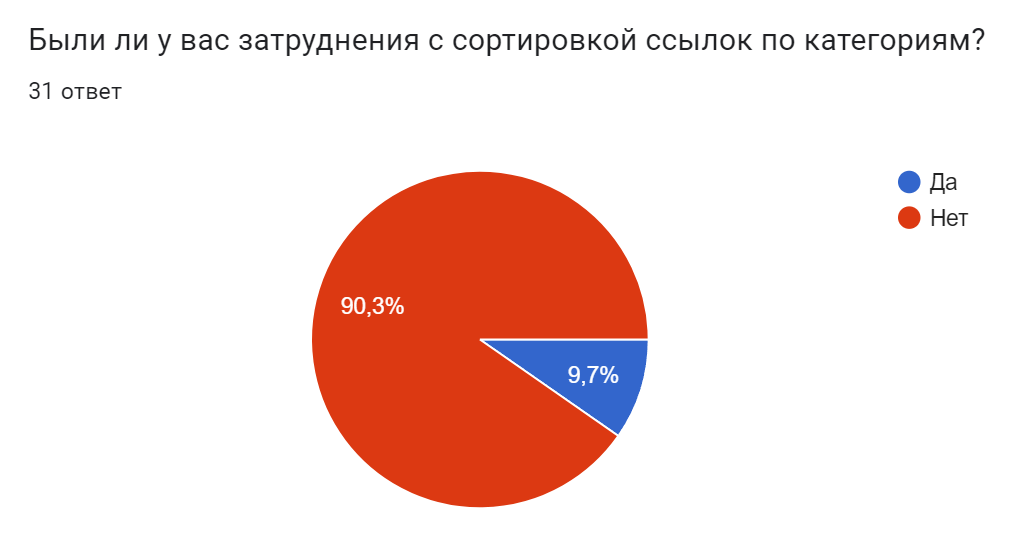 Были ли у вас затруднения с сортировкой ссылок по категориям?
31 ответ
Да
Нет
90,3%
9,7%